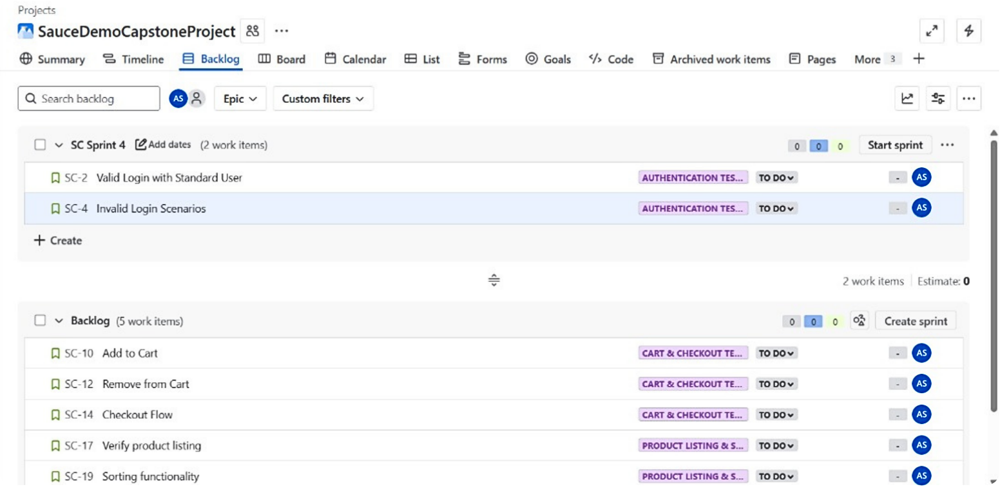 Projects
SauceDemoCapstoneProject
Summary Timeline Backlog Board Calendar List Forms Goals Code Archived work items Pages More 3
Search backlog AS Epic Custom filters
SC Sprint 4 Add dates (2 work items) 0 0 0 Start sprint
SC-2 Valid Login with Standard User AUTHENTICATION TES... TO DO - AS
SC-4 Invalid Login Scenarios AUTHENTICATION TES... TO DO - AS
Create
2 work items Estimate: 0
Backlog (5 work items) 0 0 0 Create sprint
SC-10 Add to Cart CART & CHECKOUT TE... TO DO - AS
SC-12 Remove from Cart CART & CHECKOUT TE... TO DO - AS
SC-14 Checkout Flow CART & CHECKOUT TE... TO DO - AS
SC-17 Verify product listing PRODUCT LISTING & S... TO DO - AS
SC-19 Sorting functionality PRODUCT LISTING & S... TO DO - AS